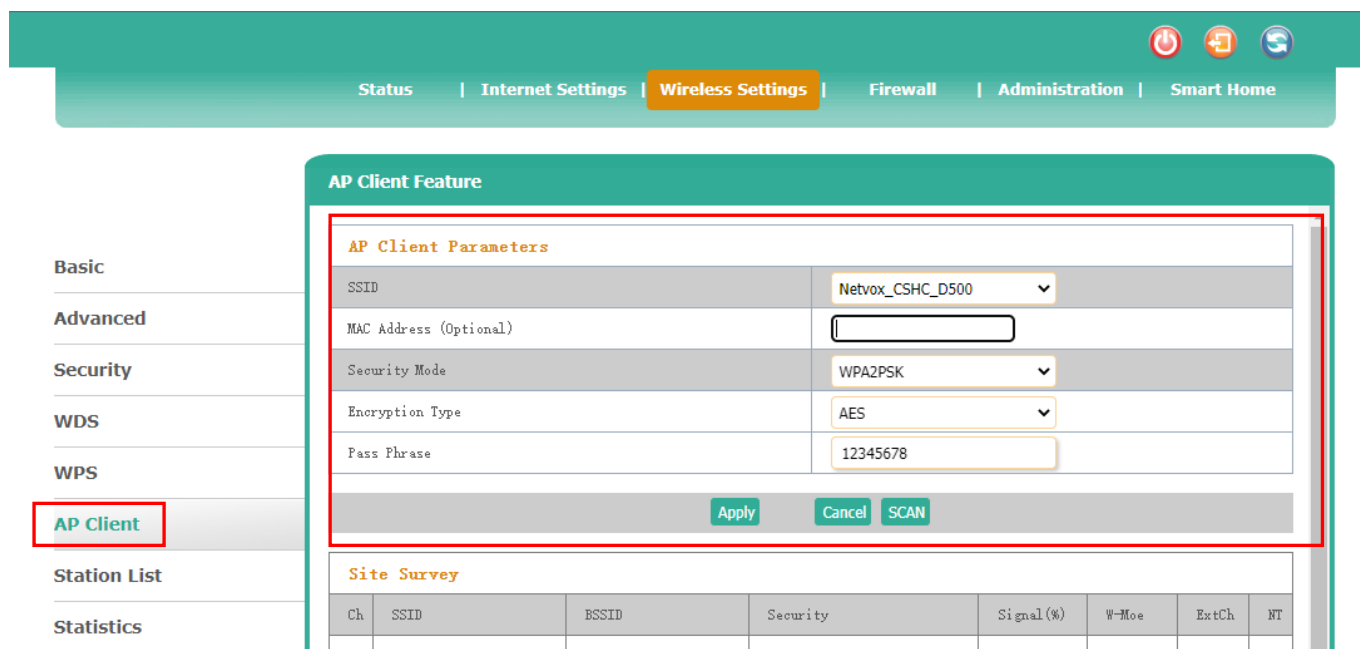 Status | Internet Settings | Wireless Settings | Firewall | Administration | Smart Home
AP Client Feature
Basic
Advanced
Security
WDS
WPS
AP Client
Station List
Statistics
AP Client Parameters
SSID Netvox_CSHC_D500
MAC Address (Optional)
Security Mode WPA2PSK
Encryption Type AES
Pass Phrase 12345678
Apply Cancel SCAN
Site Survey
Ch SSID BSSID Security Signal(%) W-Moe ExtCh NT